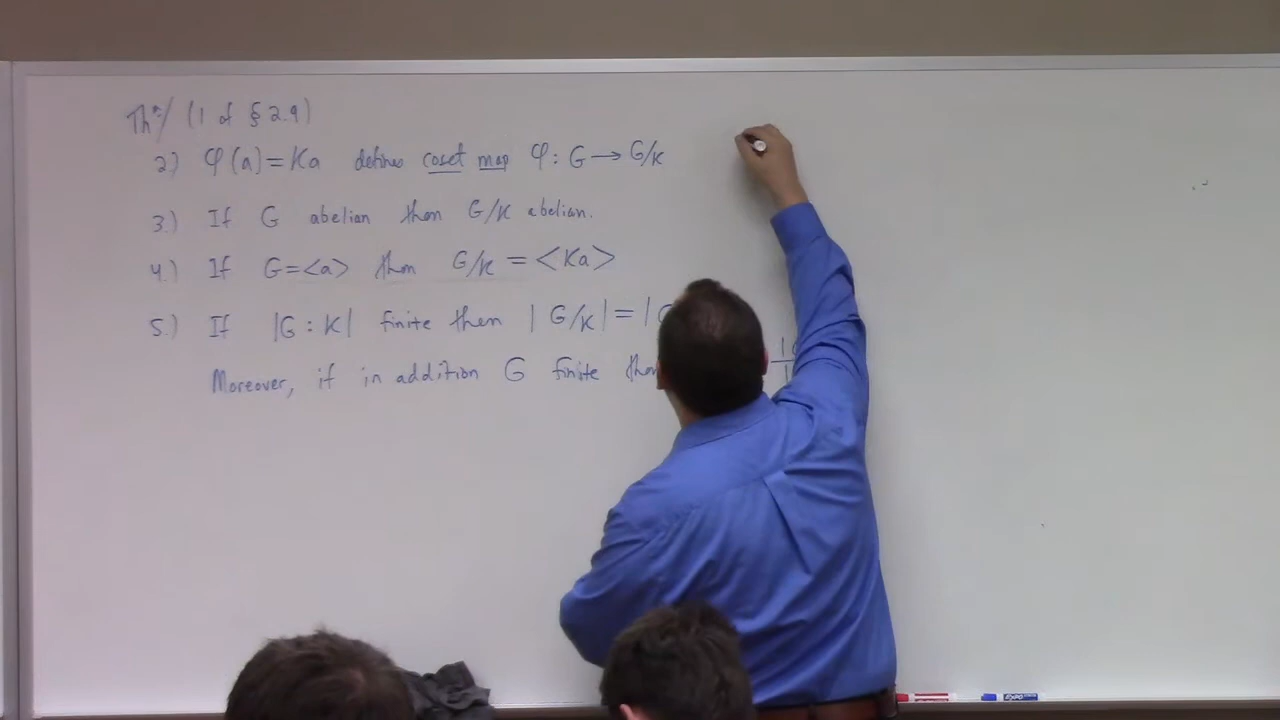 Thᵐ/ (1 of § 2.9)
2.) φ(a) = Ka defines coset map φ : G → G/K
3.) If G abelian then G/K abelian.
4.) If G = <a> then G/K = <Ka>
5.) If |G : K| finite then | G/K | = |
Moreover, if in addition G finite then
EXPO